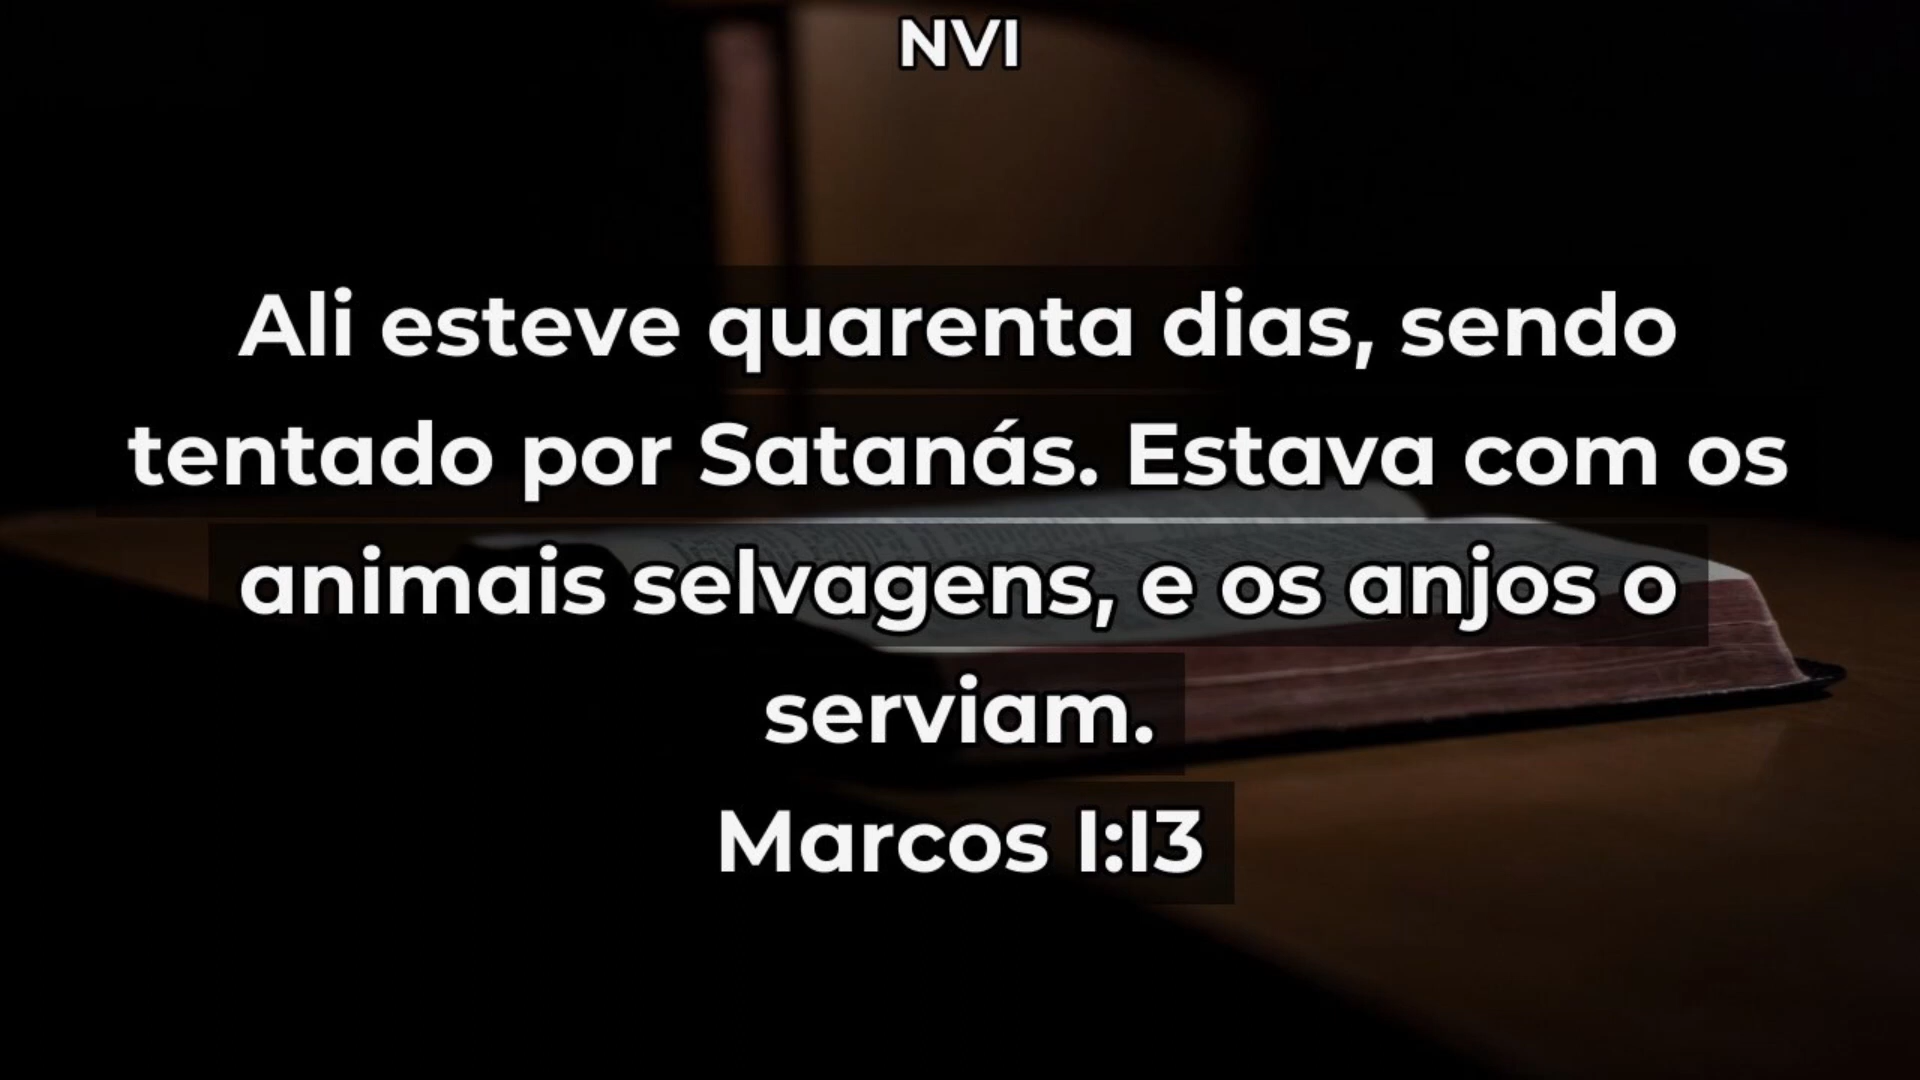 NVI
Ali esteve quarenta dias, sendo
tentado por Satanás. Estava com os
animais selvagens, e os anjos o
serviam.
Marcos 1:13